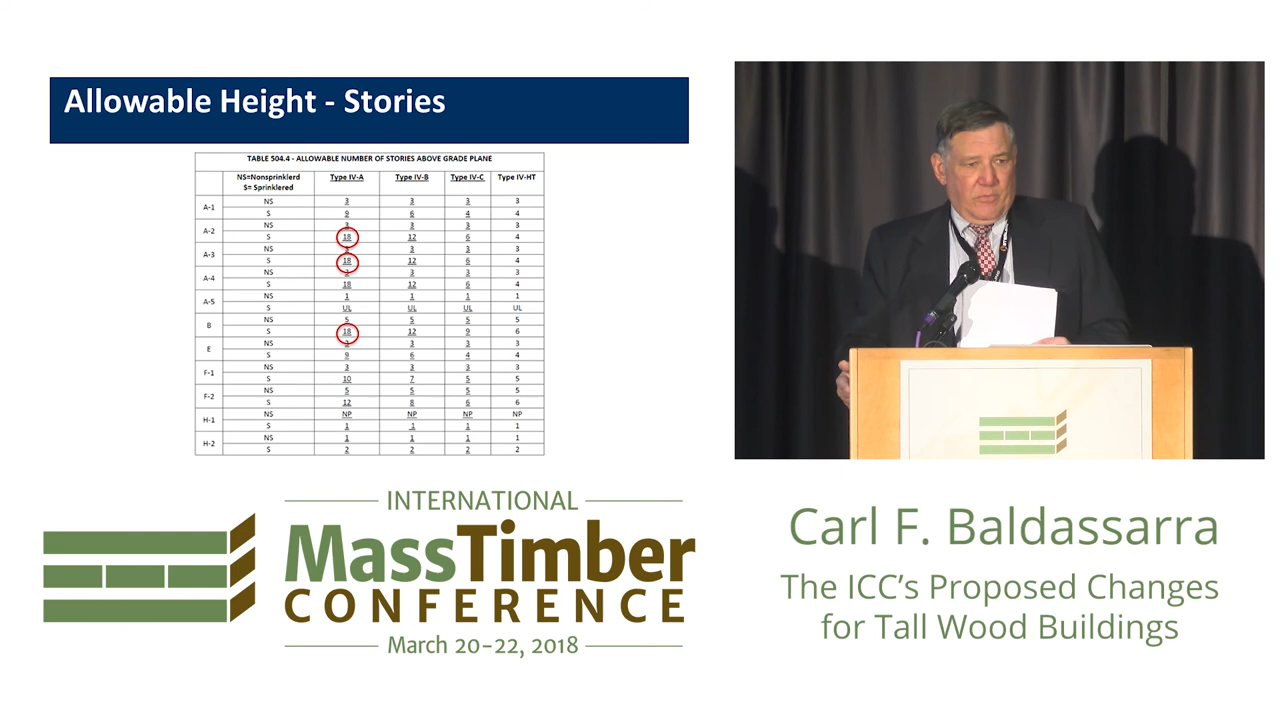 Allowable Height - Stories
TABLE 504.4 - ALLOWABLE NUMBER OF STORIES ABOVE GRADE PLANE
NS=Nonsprinklerd Type IV-A Type IV-B Type IV-C Type IV-HT
S= Sprinklered
A-1 NS 3 3 3 3
S 9 6 4 4
A-2 NS 3 3 3 3
S 18 12 6 4
A-3 NS 3 3 3
S 18 12 6 4
A-4 NS 3 3 3
S 18 12 6 4
A-5 NS 1 1 1 1
S UL UL UL UL
B NS 5 5 5 5
S 18 12 9 6
E NS 3 3 3 3
S 9 6 4 4
F-1 NS 3 3 3 3
S 10 7 5 5
F-2 NS 5 5 5 5
S 12 8 6 6
H-1 NS NP NP NP NP
S 1 1 1 1
H-2 NS 1 1 1 1
S 2 2 2 2
INTERNATIONAL
MassTimber
CONFERENCE
March 20–22, 2018
Carl F. Baldassarra
The ICC’s Proposed Changes
for Tall Wood Buildings